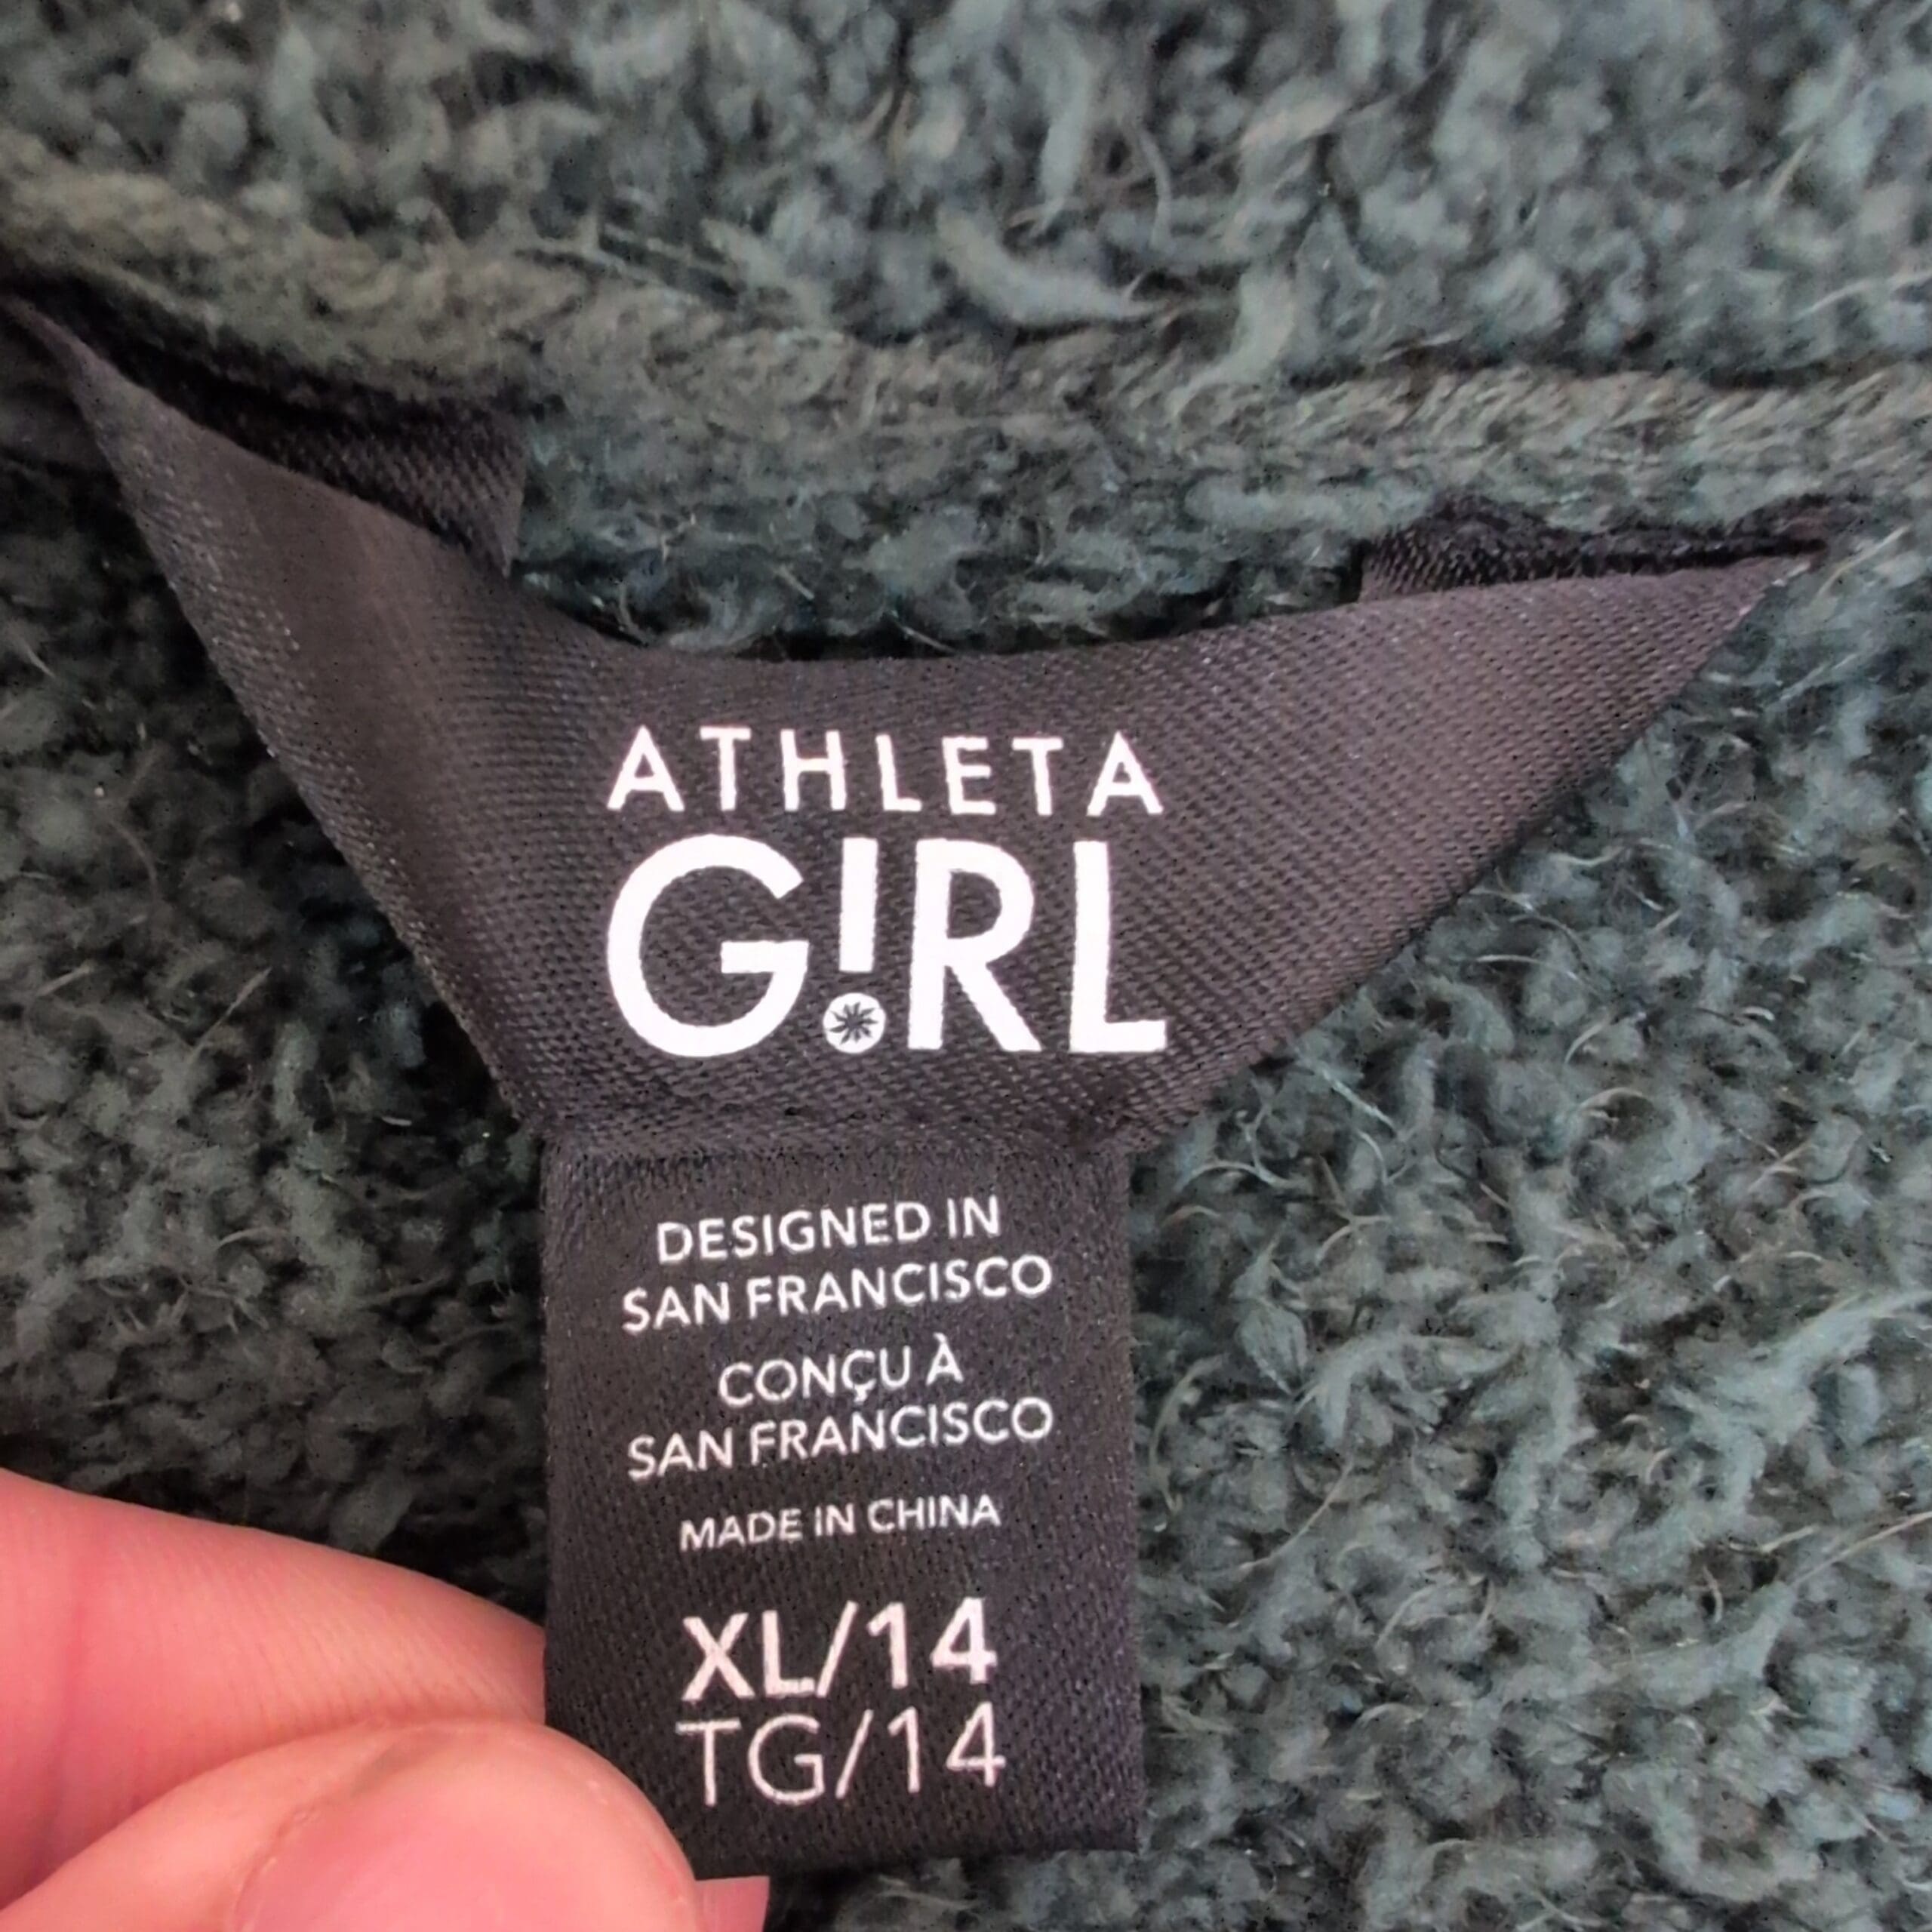 ATHLETA
G!RL
DESIGNED IN
SAN FRANCISCO
CONÇU À
SAN FRANCISCO
MADE IN CHINA
XL/14
TG/14